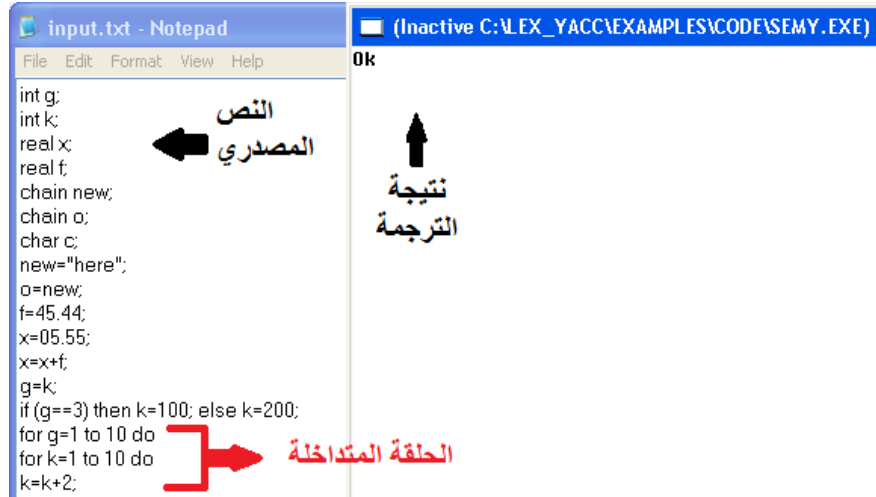 input.txt - Notepad
File Edit Format View Help
int g;
int k;
real x;
real f;
chain new;
chain o;
char c;
new="here";
o=new;
f=45.44;
x=05.55;
x=x+f;
g=k;
if (g==3) then k=100; else k=200;
for g=1 to 10 do
for k=1 to 10 do
k=k+2;
النص
المصدري
الحلقة المتداخلة
(Inactive C:\LEX_YACC\EXAMPLES\CODE\SEMY.EXE)
Ok
نتيجة
الترجمة